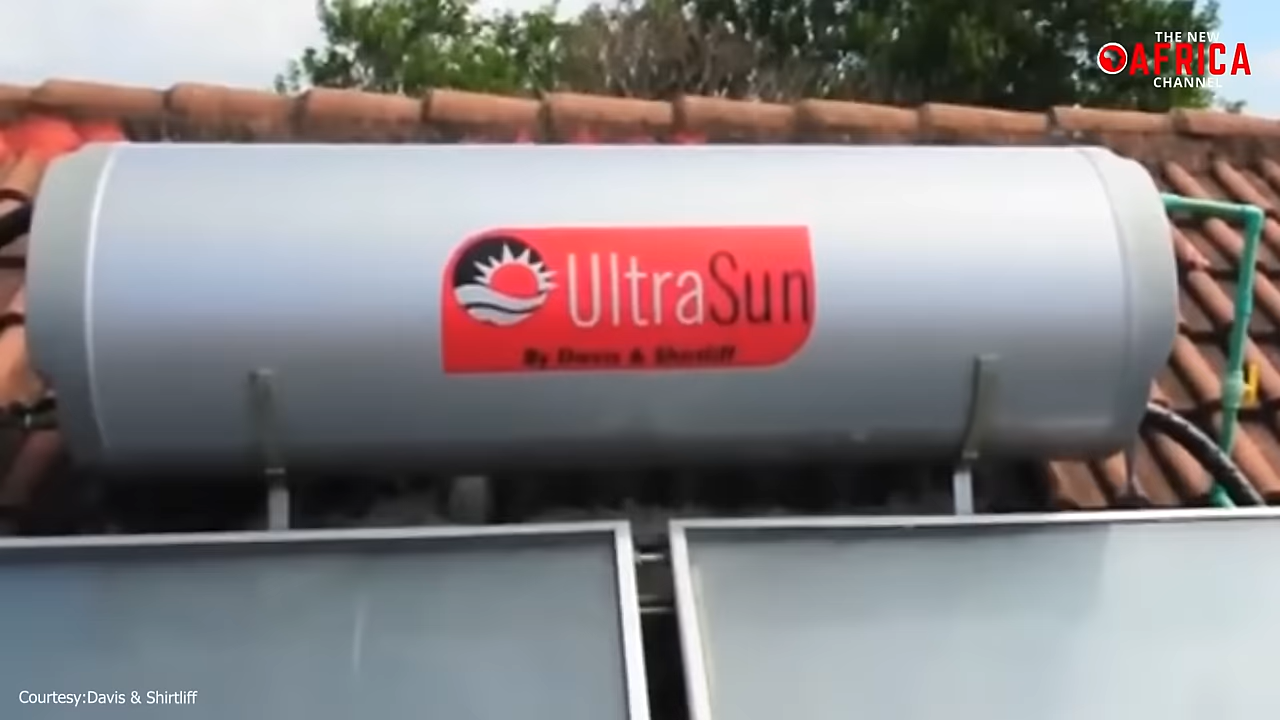 THE NEW
AFRICA
CHANNEL
UltraSun
By Davis & Shirtliff
Courtesy:Davis & Shirtliff